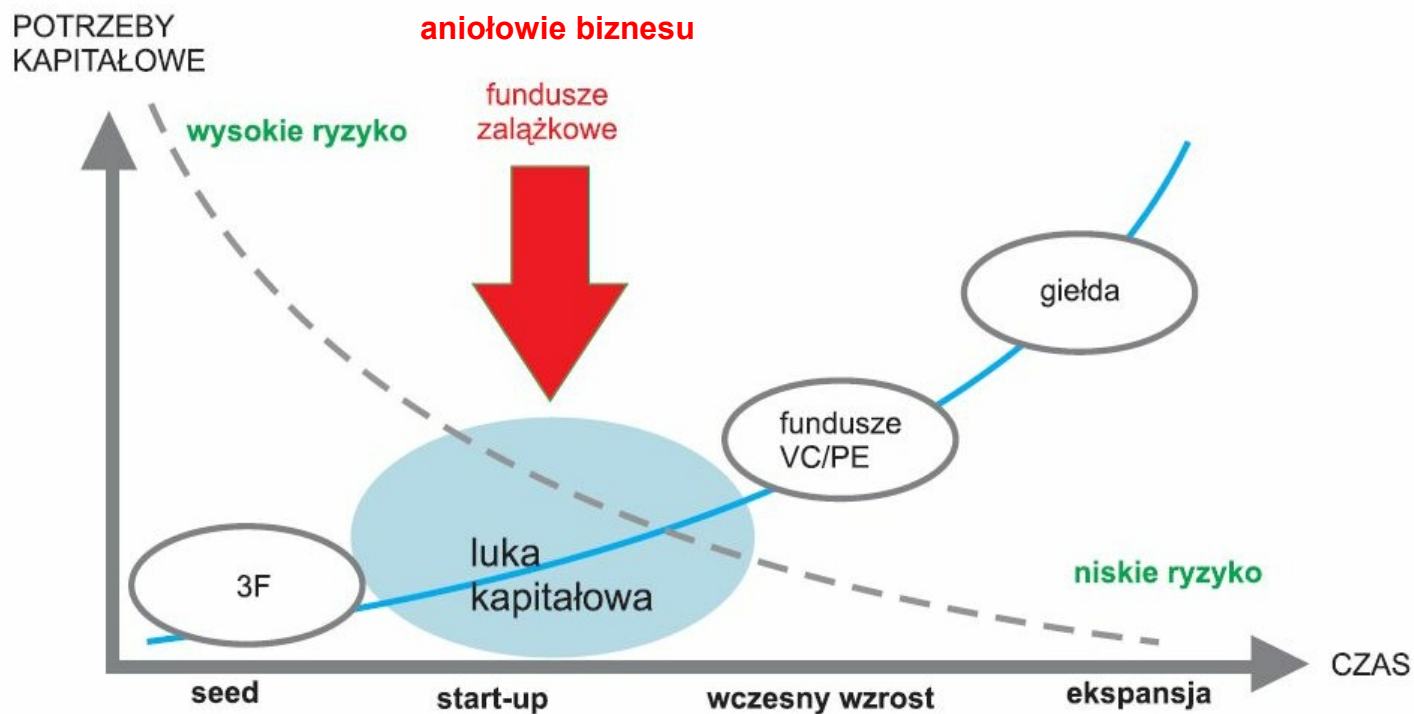 POTRZEBY
KAPITAŁOWE
aniołowie biznesu
fundusze
zalążkowe
wysokie ryzyko
giełda
fundusze
VC/PE
luka
kapitałowa
3F
niskie ryzyko
CZAS
seed
start-up
wczesny wzrost
ekspansja